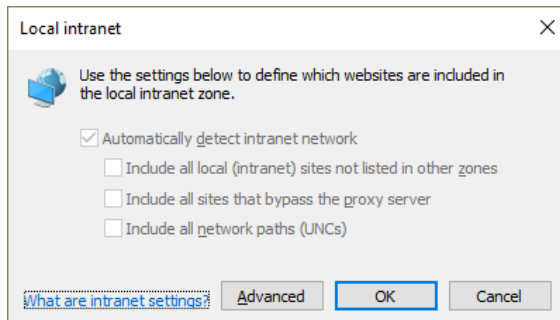 Local intranet
Use the settings below to define which websites are included in
the local intranet zone.
Automatically detect intranet network
Include all local (intranet) sites not listed in other zones
Include all sites that bypass the proxy server
Include all network paths (UNCs)
What are intranet settings? Advanced OK Cancel